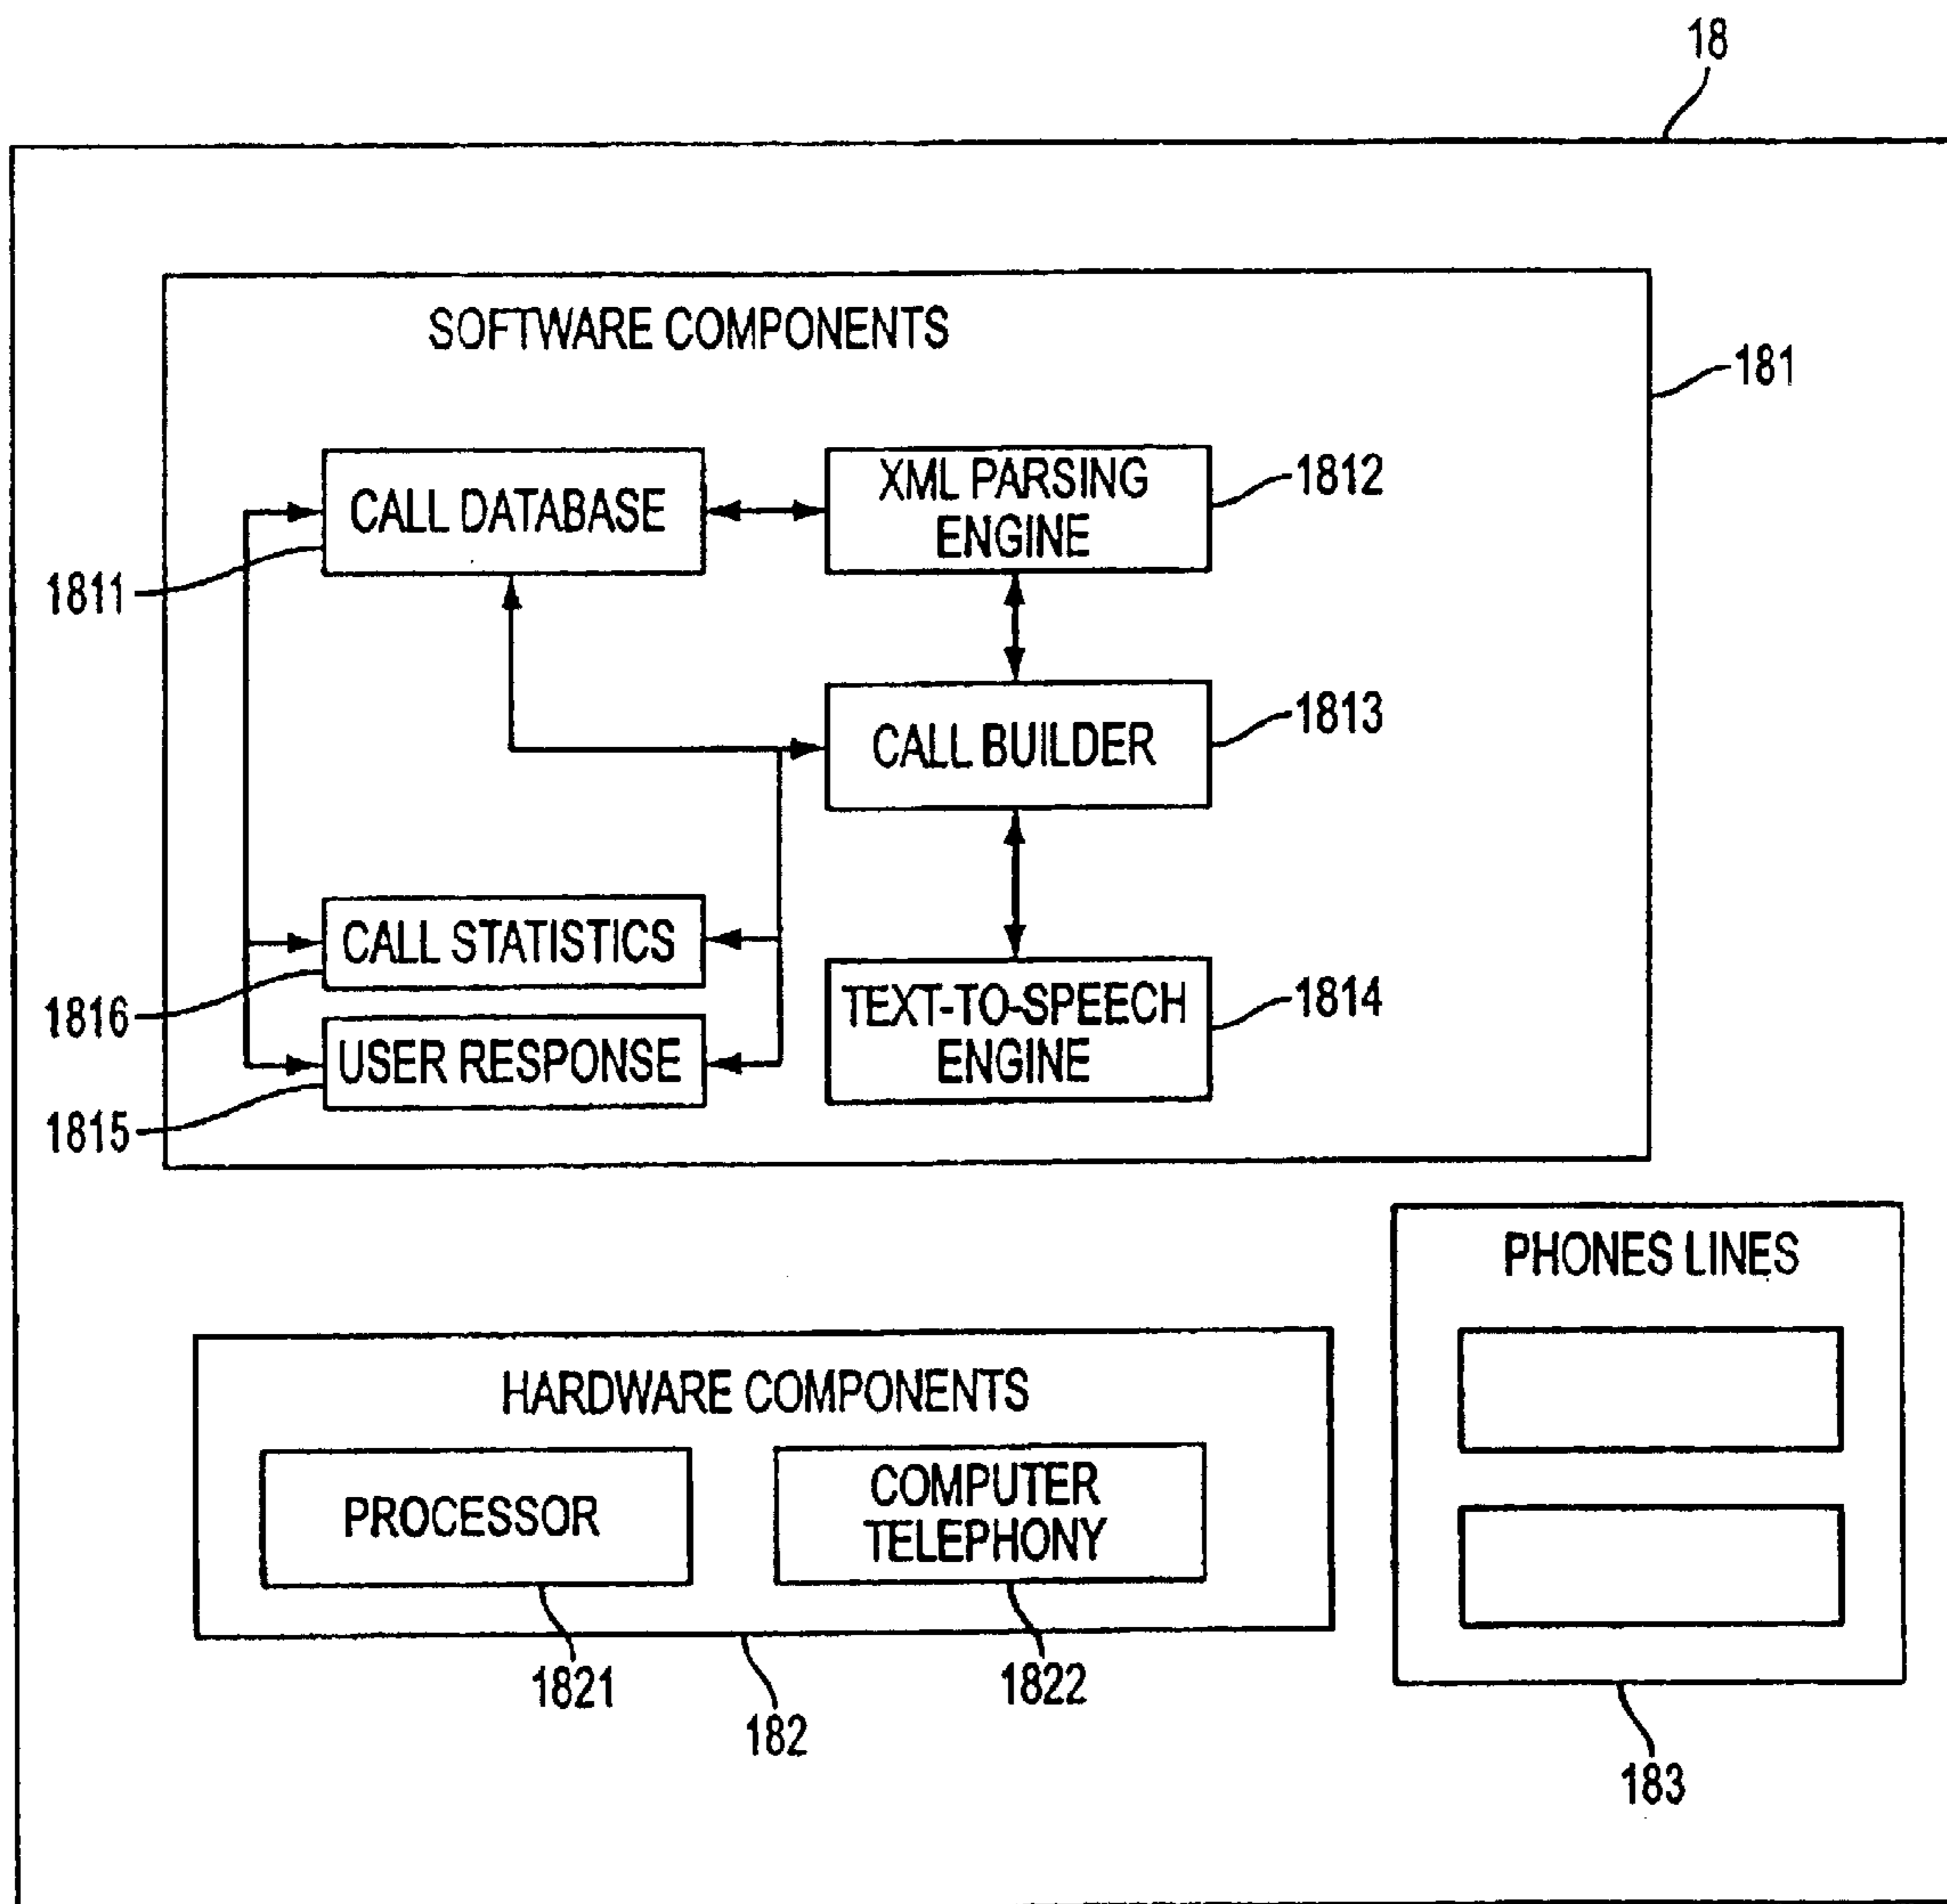 18
SOFTWARE COMPONENTS
181
CALL DATABASE
XML PARSING
ENGINE
1812
1811
CALL BUILDER
1813
CALL STATISTICS
1816
TEXT-TO-SPEECH
ENGINE
1814
USER RESPONSE
1815
PHONES LINES
HARDWARE COMPONENTS
PROCESSOR
COMPUTER
TELEPHONY
1821
1822
182
183